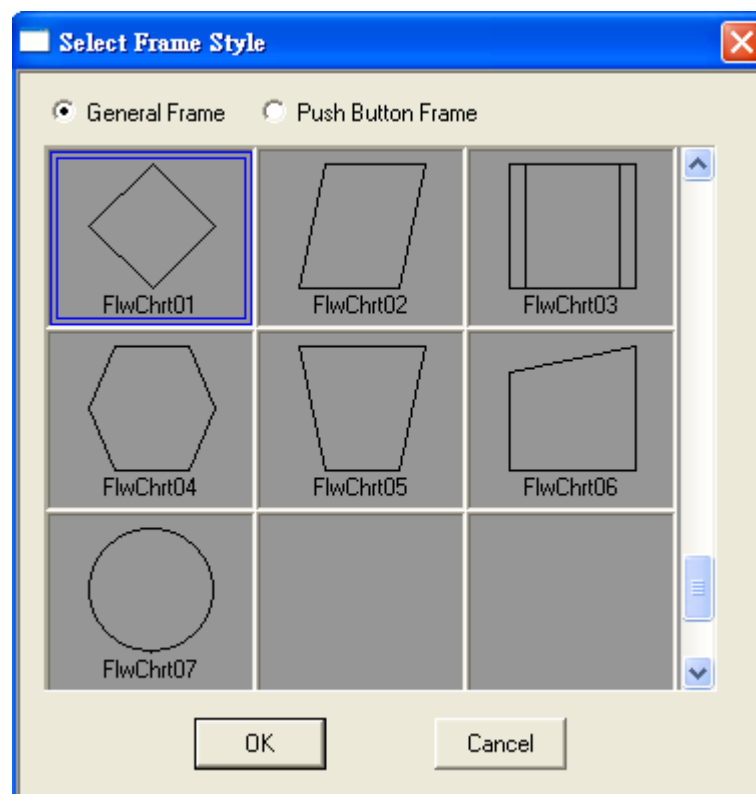 Select Frame Style
General Frame Push Button Frame
FlwChrt01 FlwChrt02 FlwChrt03
FlwChrt04 FlwChrt05 FlwChrt06
FlwChrt07
OK Cancel